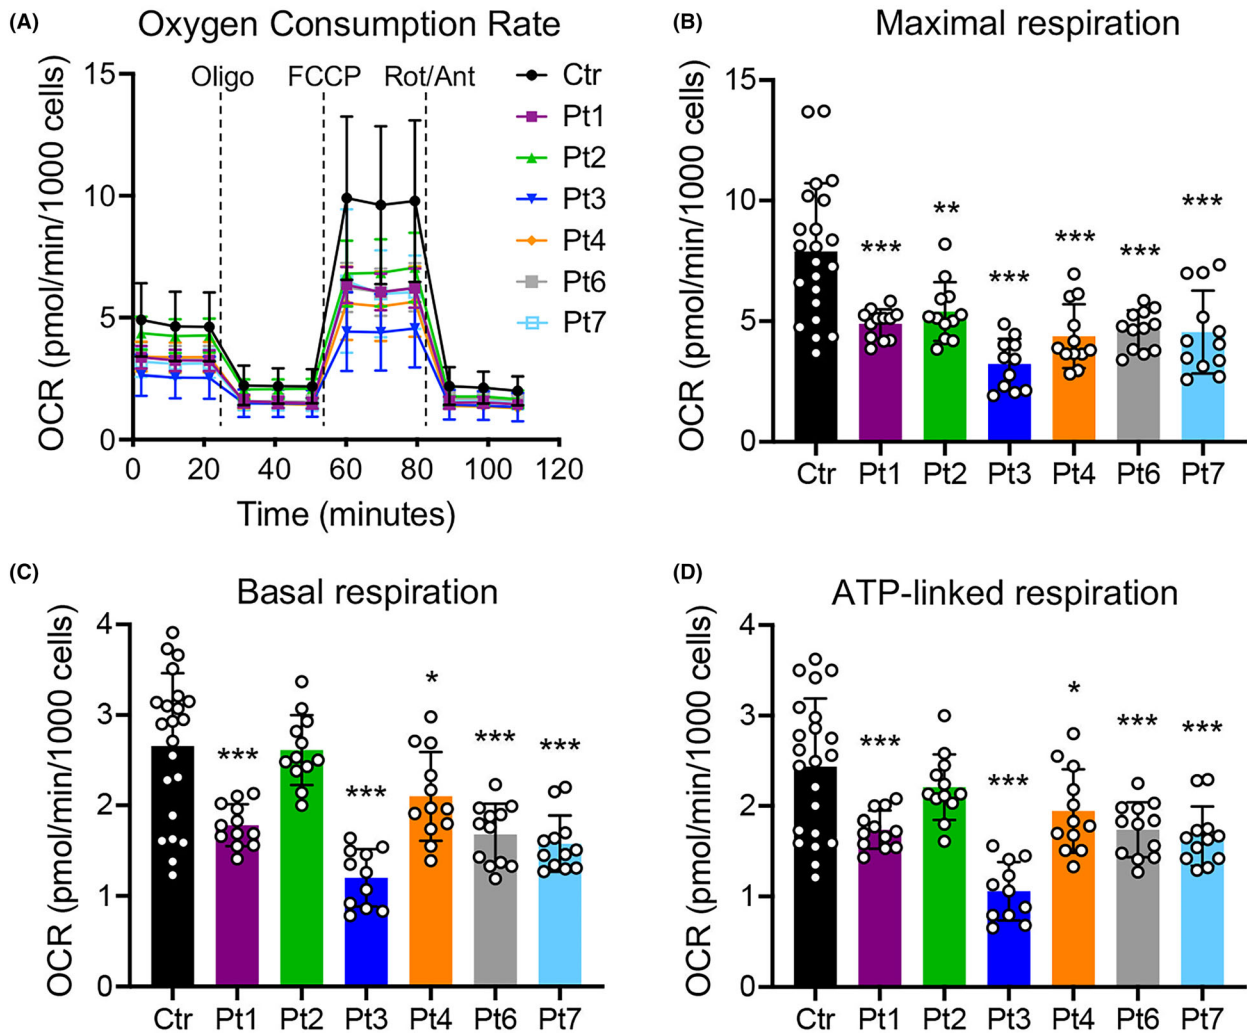 (A)
Oxygen Consumption Rate
OCR (pmol/min/1000 cells)
15
10
5
0
Oligo
FCCP
Rot/Ant
Ctr
Pt1
Pt2
Pt3
Pt4
Pt6
Pt7
0 20 40 60 80 100 120
Time (minutes)
(B)
Maximal respiration
OCR (pmol/min/1000 cells)
15
10
5
0
***
**
***
***
***
***
Ctr Pt1 Pt2 Pt3 Pt4 Pt6 Pt7
(C)
Basal respiration
OCR (pmol/min/1000 cells)
4
3
2
1
0
***
***
*
***
***
Ctr Pt1 Pt2 Pt3 Pt4 Pt6 Pt7
(D)
ATP-linked respiration
OCR (pmol/min/1000 cells)
4
3
2
1
0
***
***
*
***
***
Ctr Pt1 Pt2 Pt3 Pt4 Pt6 Pt7